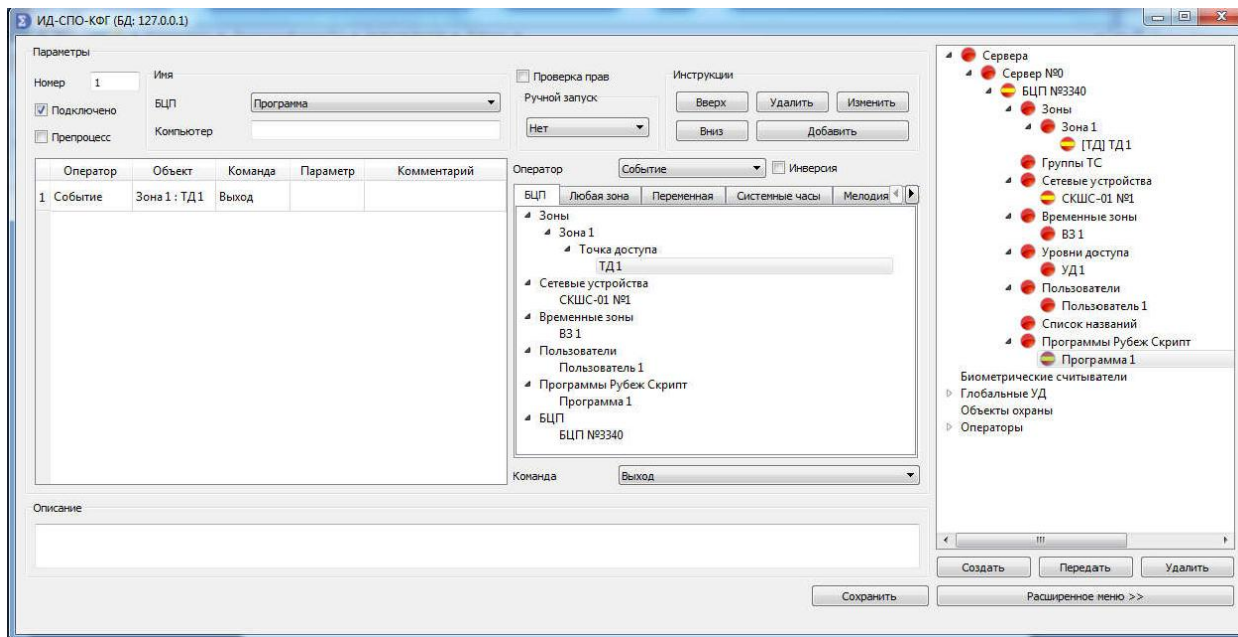 ИД-СПО-КФГ (БД: 127.0.0.1)
Параметры
Номер 1
Подключено
Препроцесс
Имя
БЦП Программа
Компьютер
Проверка прав
Ручной запуск
Нет
Инструкции
Вверх Удалить Изменить
Вниз Добавить
Оператор Объект Команда Параметр Комментарий
1 Событие Зона 1 : ТД 1 Выход
Оператор Событие Инверсия
БЦП Любая зона Переменная Системные часы Мелодия
Зоны
Зона 1
Точка доступа
ТД 1
Сетевые устройства
СКШС-01 №1
Временные зоны
ВЗ 1
Пользователи
Пользователь 1
Программы Рубеж Скрипт
Программа 1
БЦП
БЦП №3340
Команда Выход
Описание
Сохранить
Сервера
Сервер №0
БЦП №3340
Зоны
Зона 1
[ТД] ТД 1
Группы ТС
Сетевые устройства
СКШС-01 №1
Временные зоны
ВЗ 1
Уровни доступа
УД 1
Пользователи
Пользователь 1
Список названий
Программы Рубеж Скрипт
Программа 1
Биометрические считыватели
Глобальные УД
Объекты охраны
Операторы
Создать Передать Удалить
Расширенное меню >>